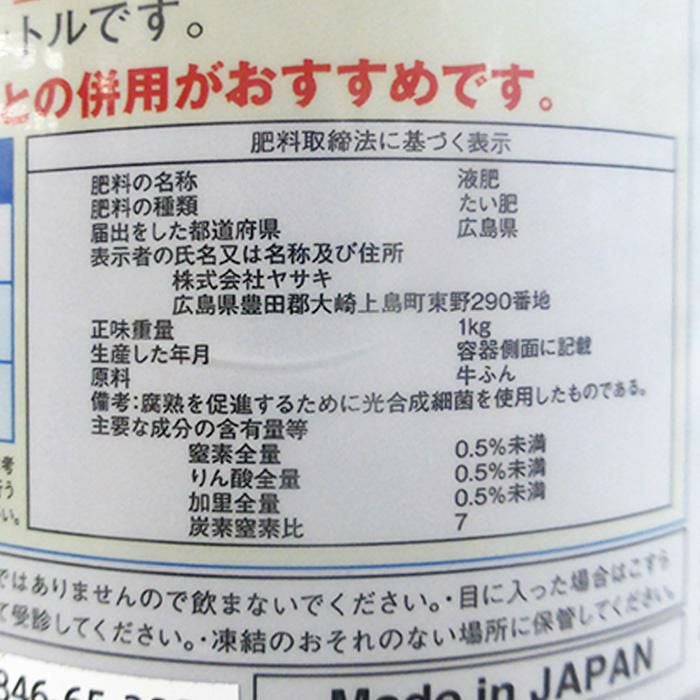 トルです。
との併用がおすすめです。
肥料取締法に基づく表示
肥料の名称 液肥
肥料の種類 たい肥
届出をした都道府県 広島県
表示者の氏名又は名称及び住所
株式会社ヤサキ
広島県豊田郡大崎上島町東野290番地
正味重量 1kg
生産した年月 容器側面に記載
原料 牛ふん
備考:腐熟を促進するために光合成細菌を使用したものである。
主要な成分の含有量等
窒素全量 0.5%未満
りん酸全量 0.5%未満
加里全量 0.5%未満
炭素窒素比 7
考
行う
い。
ではありませんので飲まないでください。・目に入った場合はこすら
て受診してください。・凍結のおそれのない場所に保管してください。
Made in JAPAN